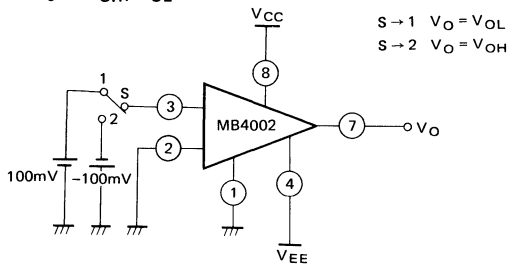 VCC
S→1 VO = VOL
S→2 VO = VOH
8
1
S
2
3
MB4002
7
VO
2
100mV
-100mV
1
4
VEE